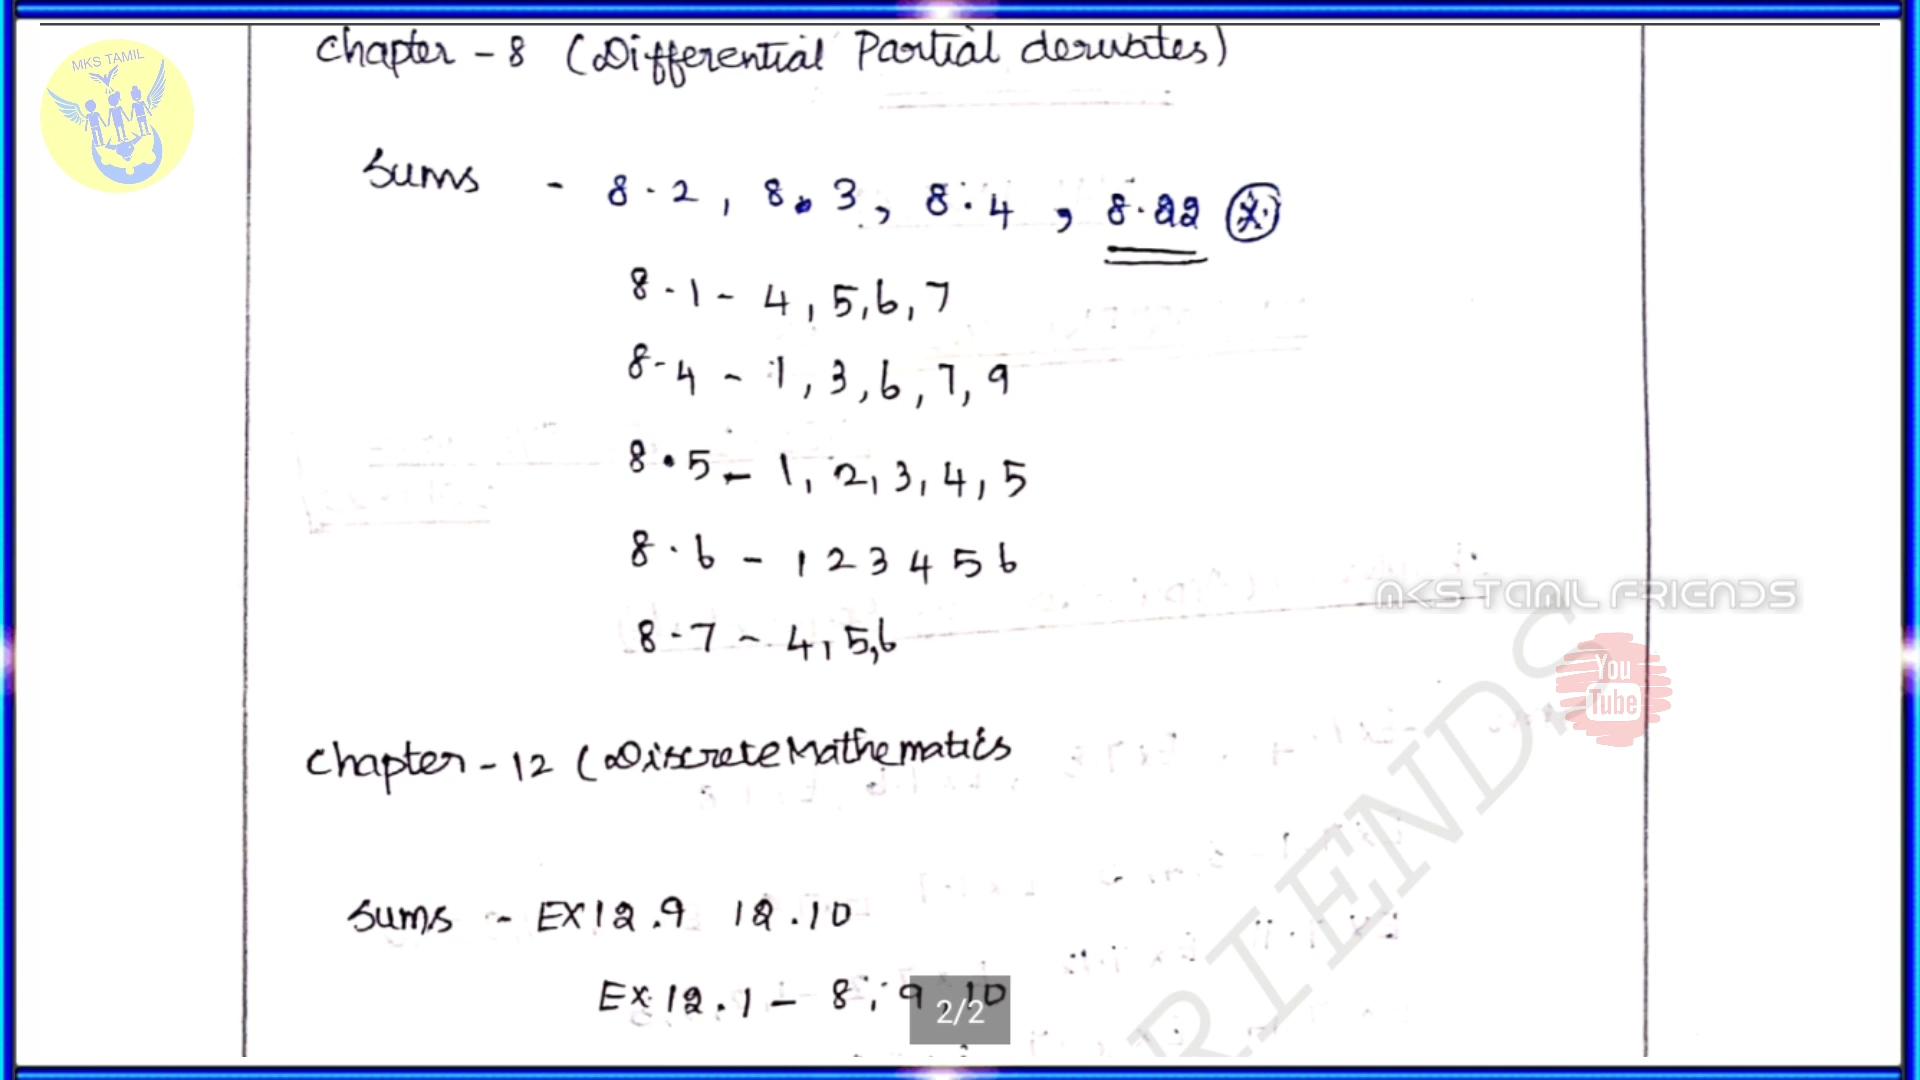 MKS TAMIL
Chapter - 8 (Differential Partial derivates)
Sums - 8.2, 8.3, 8.4, 8.22
8.1 - 4, 5, 6, 7
8.4 - 1, 3, 6, 7, 9
8.5 - 1, 2, 3, 4, 5
8.6 - 1 2 3 4 5 6
8.7 - 4, 5, 6
MKS TAMIL FRIENDS
You
Tube
Chapter - 12 (Discrete Mathematics
Sums - EX 12.9 12.10
Ex 12.1 - 8, 9, 10
2/2
RIENDS